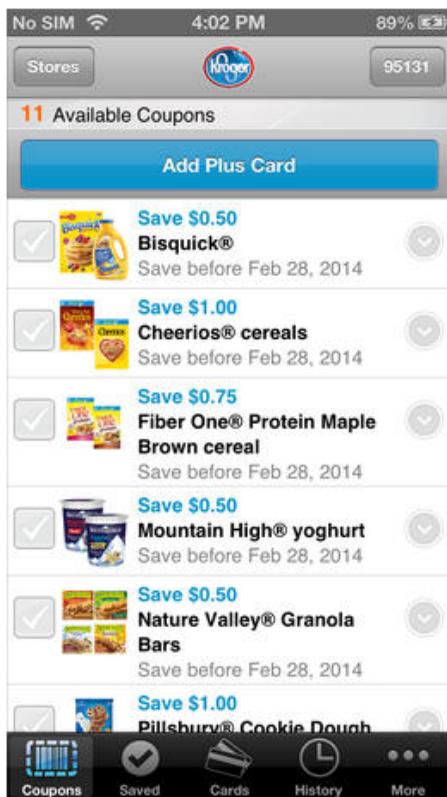 No SIM 4:02 PM 89%
Stores Kroger 95131
11 Available Coupons
Add Plus Card
Save $0.50
Bisquick®
Save before Feb 28, 2014
Save $1.00
Cheerios® cereals
Save before Feb 28, 2014
Save $0.75
Fiber One® Protein Maple
Brown cereal
Save before Feb 28, 2014
Save $0.50
Mountain High® yoghurt
Save before Feb 28, 2014
Save $0.50
Nature Valley® Granola
Bars
Save before Feb 28, 2014
Save $1.00
Pillsbury® Cookie Dough
Coupons Saved Cards History More